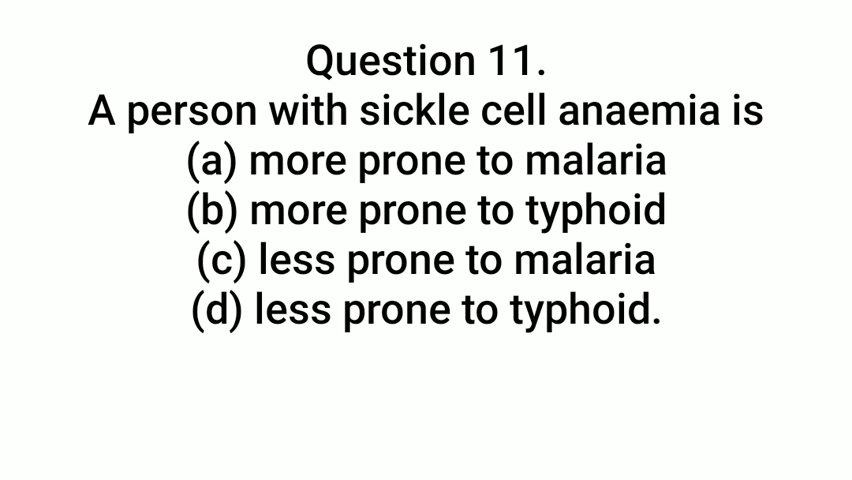 Question 11.
A person with sickle cell anaemia is
(a) more prone to malaria
(b) more prone to typhoid
(c) less prone to malaria
(d) less prone to typhoid.